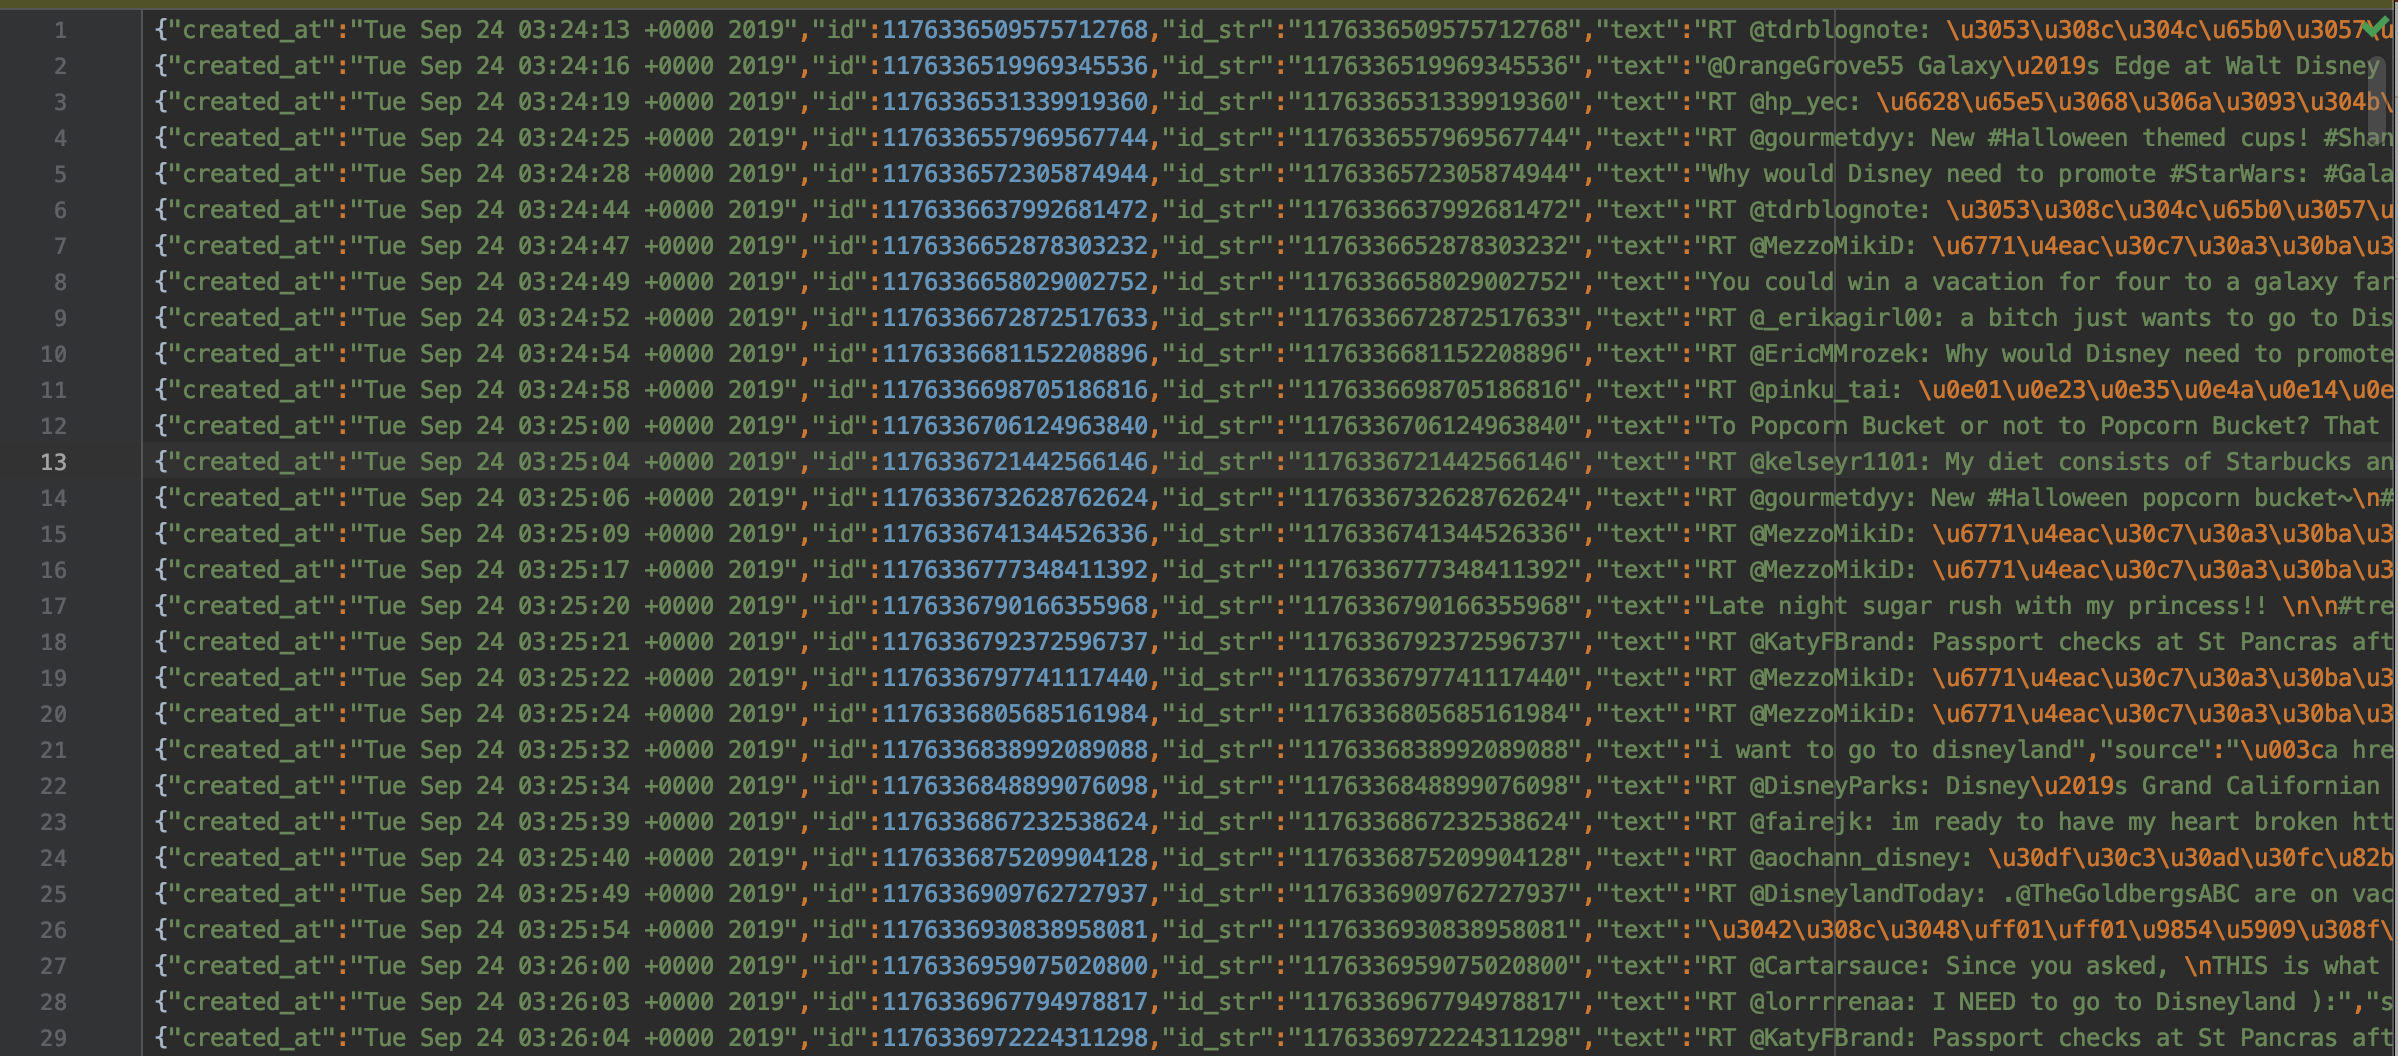 1 {"created_at":"Tue Sep 24 03:24:13 +0000 2019","id":1176336509575712768,"id_str":"1176336509575712768","text":"RT @tdrblognote: \u3053\u308c\u304c\u65b0\u3057\u
2 {"created_at":"Tue Sep 24 03:24:16 +0000 2019","id":1176336519969345536,"id_str":"1176336519969345536","text":"@OrangeGrove55 Galaxy\u2019s Edge at Walt Disney
3 {"created_at":"Tue Sep 24 03:24:19 +0000 2019","id":1176336531339919360,"id_str":"1176336531339919360","text":"RT @hp_yec: \u6628\u65e5\u3068\u306a\u3093\u304b\
4 {"created_at":"Tue Sep 24 03:24:25 +0000 2019","id":1176336557969567744,"id_str":"1176336557969567744","text":"RT @gourmetdyy: New #Halloween themed cups! #Shan
5 {"created_at":"Tue Sep 24 03:24:28 +0000 2019","id":1176336572305874944,"id_str":"1176336572305874944","text":"Why would Disney need to promote #StarWars: #Gala
6 {"created_at":"Tue Sep 24 03:24:44 +0000 2019","id":1176336637992681472,"id_str":"1176336637992681472","text":"RT @tdrblognote: \u3053\u308c\u304c\u65b0\u3057\u
7 {"created_at":"Tue Sep 24 03:24:47 +0000 2019","id":1176336652878303232,"id_str":"1176336652878303232","text":"RT @MezzoMikiD: \u6771\u4eac\u30c7\u30a3\u30ba\u3
8 {"created_at":"Tue Sep 24 03:24:49 +0000 2019","id":1176336658029002752,"id_str":"1176336658029002752","text":"You could win a vacation for four to a galaxy far
9 {"created_at":"Tue Sep 24 03:24:52 +0000 2019","id":1176336672872517633,"id_str":"1176336672872517633","text":"RT @_erikagirl00: a bitch just wants to go to Dis
10 {"created_at":"Tue Sep 24 03:24:54 +0000 2019","id":1176336681152208896,"id_str":"1176336681152208896","text":"RT @EricMMrozek: Why would Disney need to promote
11 {"created_at":"Tue Sep 24 03:24:58 +0000 2019","id":1176336698705186816,"id_str":"1176336698705186816","text":"RT @pinku_tai: \u0e01\u0e23\u0e35\u0e4a\u0e14\u0e
12 {"created_at":"Tue Sep 24 03:25:00 +0000 2019","id":1176336706124963840,"id_str":"1176336706124963840","text":"To Popcorn Bucket or not to Popcorn Bucket? That
13 {"created_at":"Tue Sep 24 03:25:04 +0000 2019","id":1176336721442566146,"id_str":"1176336721442566146","text":"RT @kelseyr1101: My diet consists of Starbucks an
14 {"created_at":"Tue Sep 24 03:25:06 +0000 2019","id":1176336732628762624,"id_str":"1176336732628762624","text":"RT @gourmetdyy: New #Halloween popcorn bucket~\n#
15 {"created_at":"Tue Sep 24 03:25:09 +0000 2019","id":1176336741344526336,"id_str":"1176336741344526336","text":"RT @MezzoMikiD: \u6771\u4eac\u30c7\u30a3\u30ba\u3
16 {"created_at":"Tue Sep 24 03:25:17 +0000 2019","id":1176336777348411392,"id_str":"1176336777348411392","text":"RT @MezzoMikiD: \u6771\u4eac\u30c7\u30a3\u30ba\u3
17 {"created_at":"Tue Sep 24 03:25:20 +0000 2019","id":1176336790166355968,"id_str":"1176336790166355968","text":"Late night sugar rush with my princess!! \n\n#tre
18 {"created_at":"Tue Sep 24 03:25:21 +0000 2019","id":1176336792372596737,"id_str":"1176336792372596737","text":"RT @KatyFBrand: Passport checks at St Pancras aft
19 {"created_at":"Tue Sep 24 03:25:22 +0000 2019","id":1176336797741117440,"id_str":"1176336797741117440","text":"RT @MezzoMikiD: \u6771\u4eac\u30c7\u30a3\u30ba\u3
20 {"created_at":"Tue Sep 24 03:25:24 +0000 2019","id":1176336805685161984,"id_str":"1176336805685161984","text":"RT @MezzoMikiD: \u6771\u4eac\u30c7\u30a3\u30ba\u3
21 {"created_at":"Tue Sep 24 03:25:32 +0000 2019","id":1176336838992089088,"id_str":"1176336838992089088","text":"i want to go to disneyland","source":"\u003ca hre
22 {"created_at":"Tue Sep 24 03:25:34 +0000 2019","id":1176336848899076098,"id_str":"1176336848899076098","text":"RT @DisneyParks: Disney\u2019s Grand Californian
23 {"created_at":"Tue Sep 24 03:25:39 +0000 2019","id":1176336867232538624,"id_str":"1176336867232538624","text":"RT @fairejk: im ready to have my heart broken htt
24 {"created_at":"Tue Sep 24 03:25:40 +0000 2019","id":1176336875209904128,"id_str":"1176336875209904128","text":"RT @aochann_disney: \u30df\u30c3\u30ad\u30fc\u82b
25 {"created_at":"Tue Sep 24 03:25:49 +0000 2019","id":1176336909762727937,"id_str":"1176336909762727937","text":"RT @DisneylandToday: .@TheGoldbergsABC are on vac
26 {"created_at":"Tue Sep 24 03:25:54 +0000 2019","id":1176336930838958081,"id_str":"1176336930838958081","text":"\u3042\u308c\u3048\uff01\uff01\u9854\u5909\u308f\
27 {"created_at":"Tue Sep 24 03:26:00 +0000 2019","id":1176336959075020800,"id_str":"1176336959075020800","text":"RT @Cartarsauce: Since you asked, \nTHIS is what
28 {"created_at":"Tue Sep 24 03:26:03 +0000 2019","id":1176336967794978817,"id_str":"1176336967794978817","text":"RT @lorrrrenaa: I NEED to go to Disneyland ):","s
29 {"created_at":"Tue Sep 24 03:26:04 +0000 2019","id":1176336972224311298,"id_str":"1176336972224311298","text":"RT @KatyFBrand: Passport checks at St Pancras aft